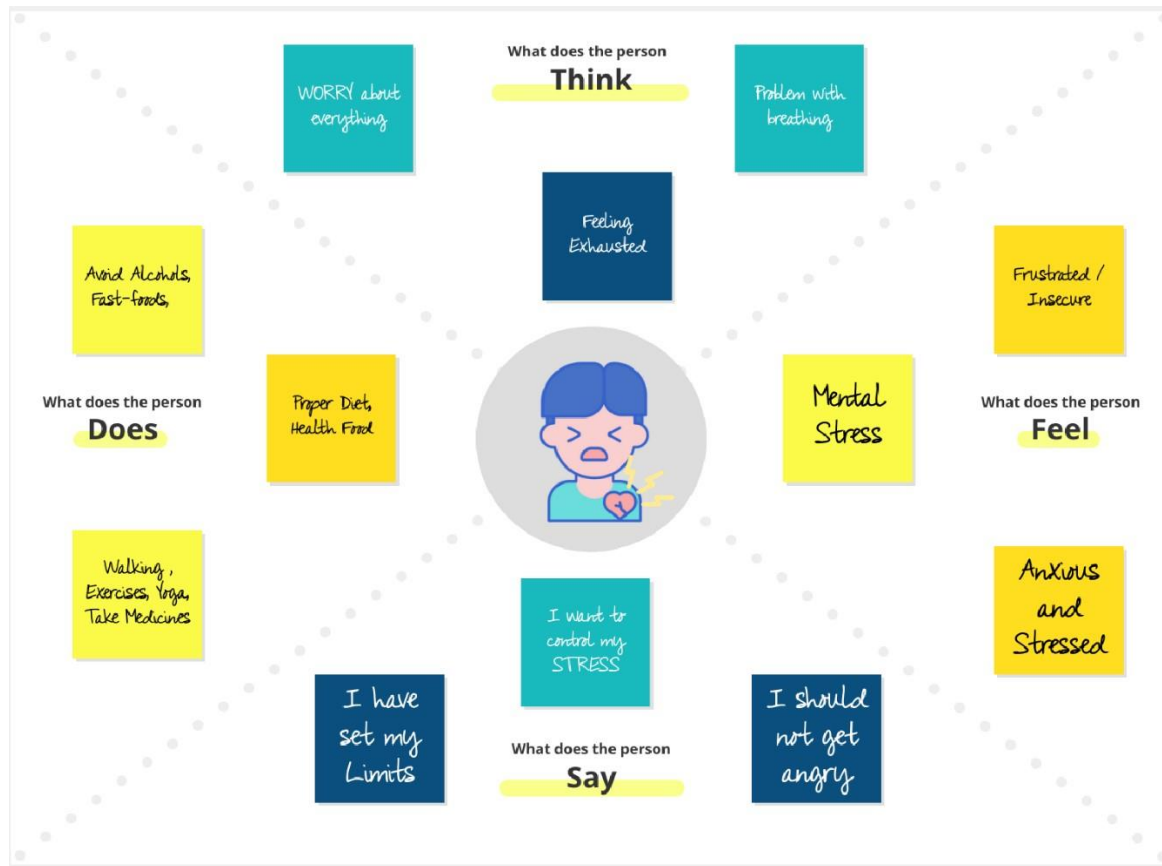 What does the person
Think
WORRY about
everything
Problem with
breathing
Feeling
Exhausted
Avoid Alcohols,
Fast-foods,
What does the person
Does
Proper Diet,
Health Food
Walking ,
Exercises, Yoga,
Take Medicines
Frustrated /
Insecure
Mental
Stress
What does the person
Feel
Anxious
and
Stressed
I want to
control my
STRESS
I have
set my
Limits
What does the person
Say
I should
not get
angry